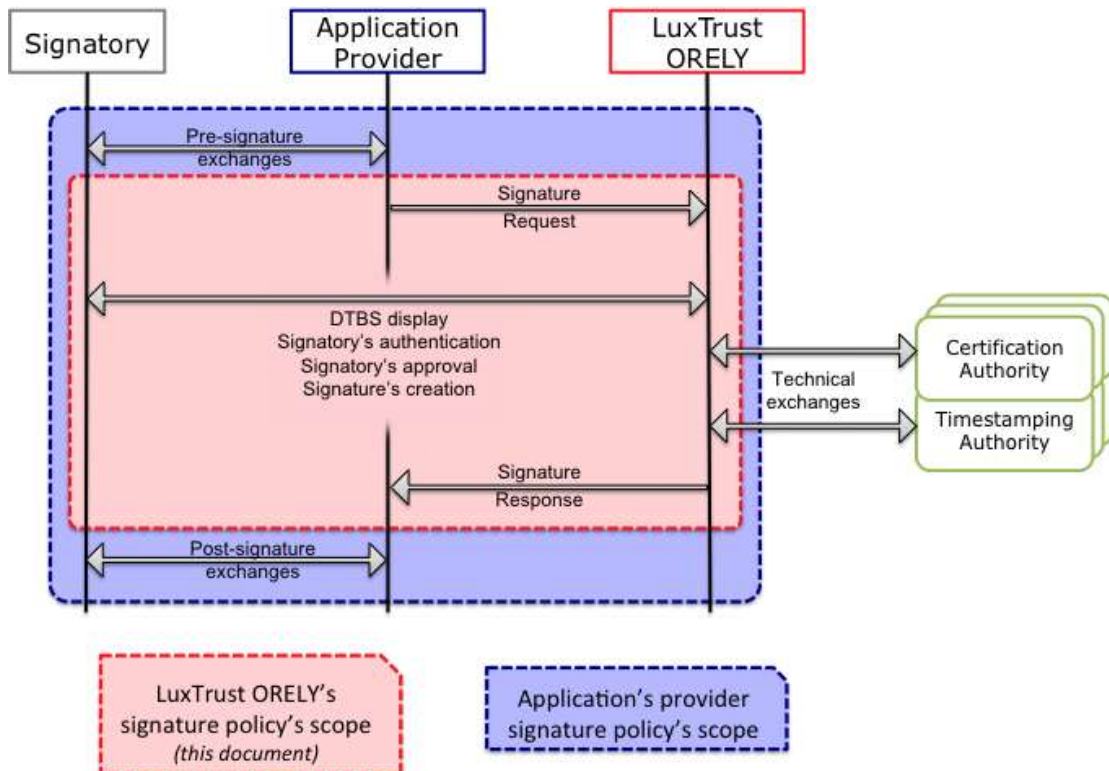 Signatory
Application
Provider
LuxTrust
ORELY
Pre-signature
exchanges
Signature
Request
DTBS display
Signatory's authentication
Signatory's approval
Signature's creation
Certification
Authority
Technical
exchanges
Timestamping
Authority
Signature
Response
Post-signature
exchanges
LuxTrust ORELY's
signature policy's scope
(this document)
Application's provider
signature policy's scope